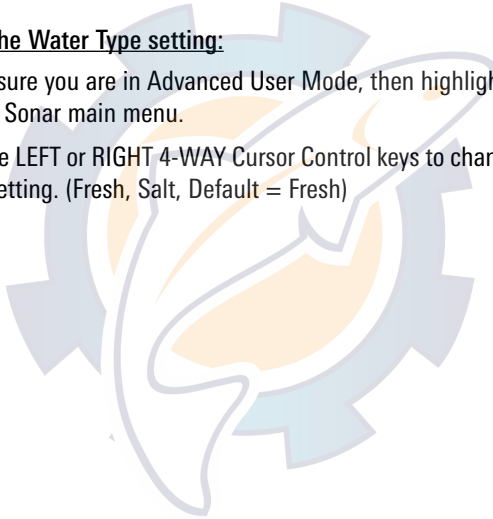 he Water Type setting:
sure you are in Advanced User Mode, then highligh
Sonar main menu.
e LEFT or RIGHT 4-WAY Cursor Control keys to chan
etting. (Fresh, Salt, Default = Fresh)